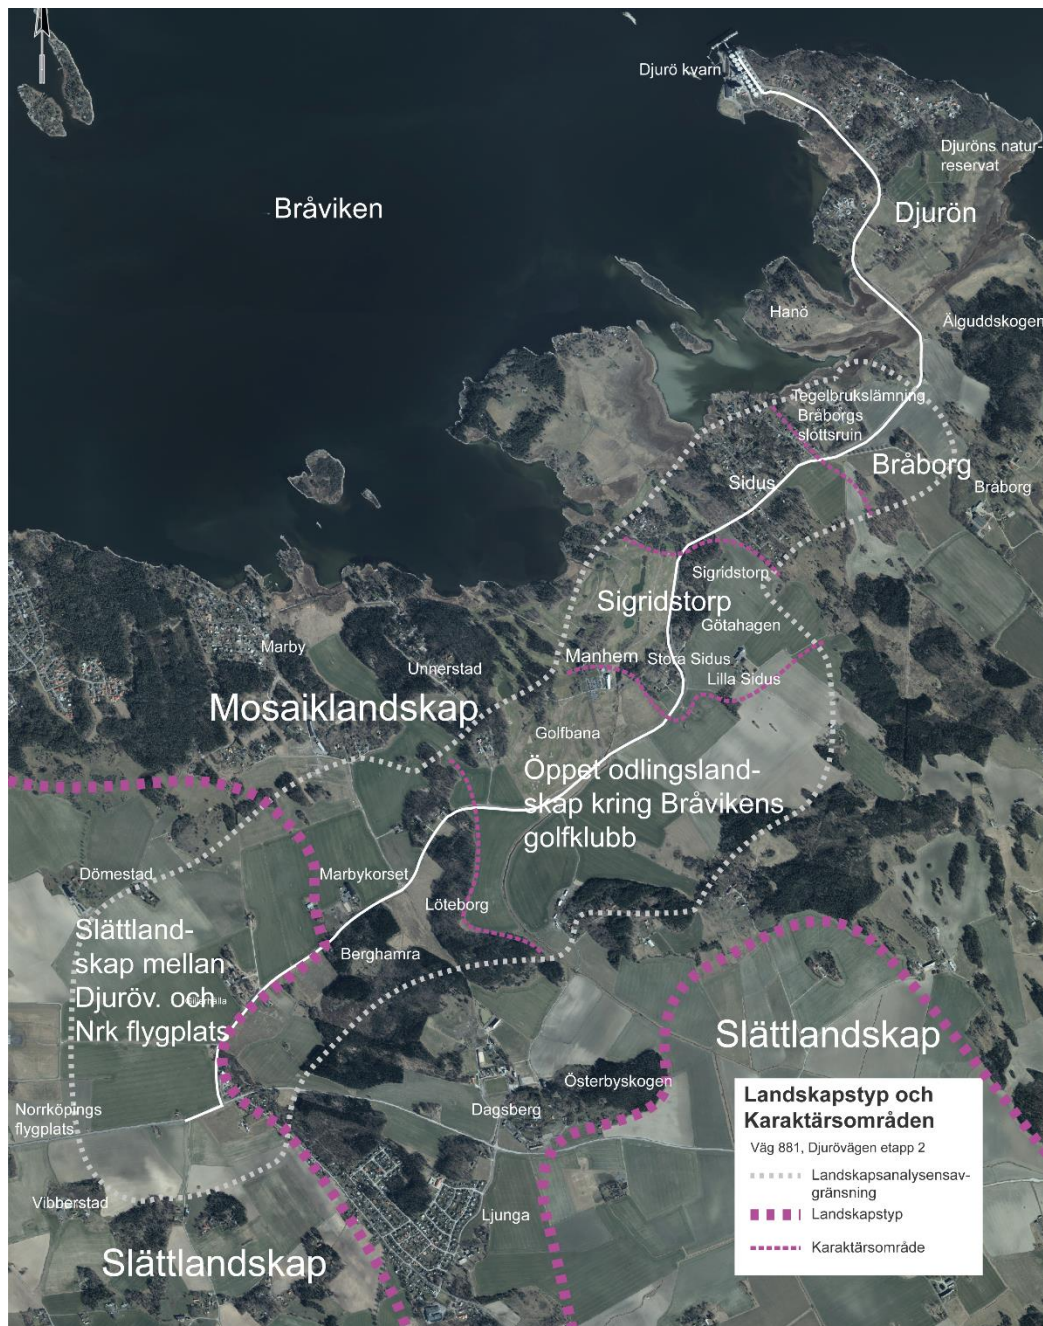 Djurö kvarn
Djuröns natur-
reservat
Bråviken
Djurön
Hanö
Älguddskogen
Tegelbrukslämning
Bråborgs
slottsruin
Bråborg
Sidus
Bråborg
Sigridstorp
Sigridstorp
Götahagen
Marby
Manhem
Stora Sidus
Unnerstad
Lilla Sidus
Mosaiklandskap
Golfbana
Öppet odlingsland-
skap kring Bråvikens
golfklubb
Dömestad
Marbykorset
Löteborg
Slättland-
skap mellan
Djuröv. och
Nrk flygplats
Berghamra
Slättlandskap
Österbyskogen
Norrköpings
flygplats
Dagsberg
Vibberstad
Ljunga
Slättlandskap
Landskapstyp och
Karaktärsområden
Väg 881, Djurövägen etapp 2
Landskapsanalysensav-
gränsning
Landskapstyp
Karaktärsområde